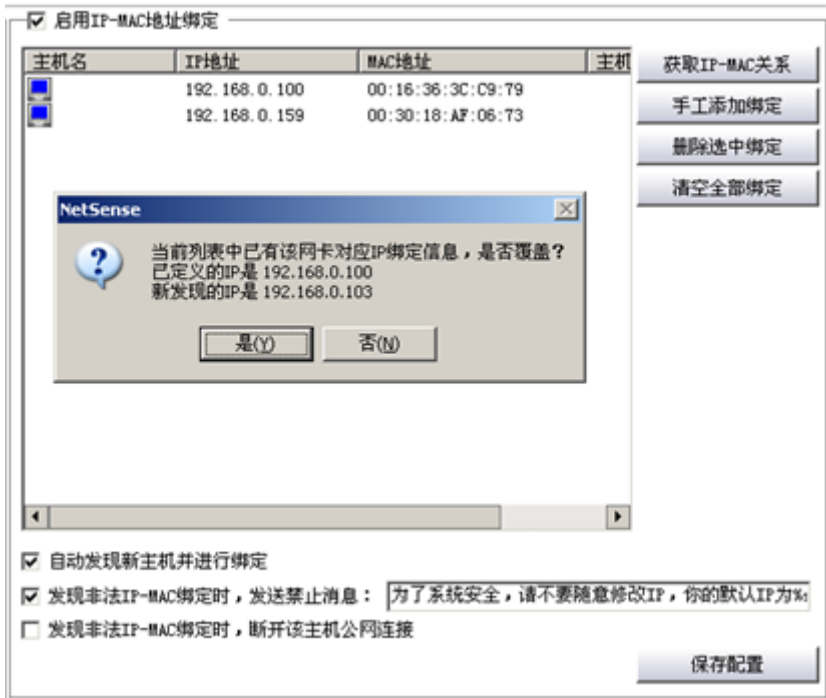 启用IP-MAC地址绑定
主机名 IP地址 MAC地址 主机
192.168.0.100 00:16:36:3C:C9:79
192.168.0.159 00:30:18:AF:06:73
获取IP-MAC关系
手工添加绑定
删除选中绑定
清空全部绑定
NetSense
当前列表中已有该网卡对应IP绑定信息，是否覆盖？
已定义的IP是 192.168.0.100
新发现的IP是 192.168.0.103
是(Y) 否(N)
自动发现新主机并进行绑定
发现非法IP-MAC绑定时，发送禁止消息： 为了系统安全，请不要随意修改IP，你的默认IP为%s
发现非法IP-MAC绑定时，断开该主机公网连接
保存配置